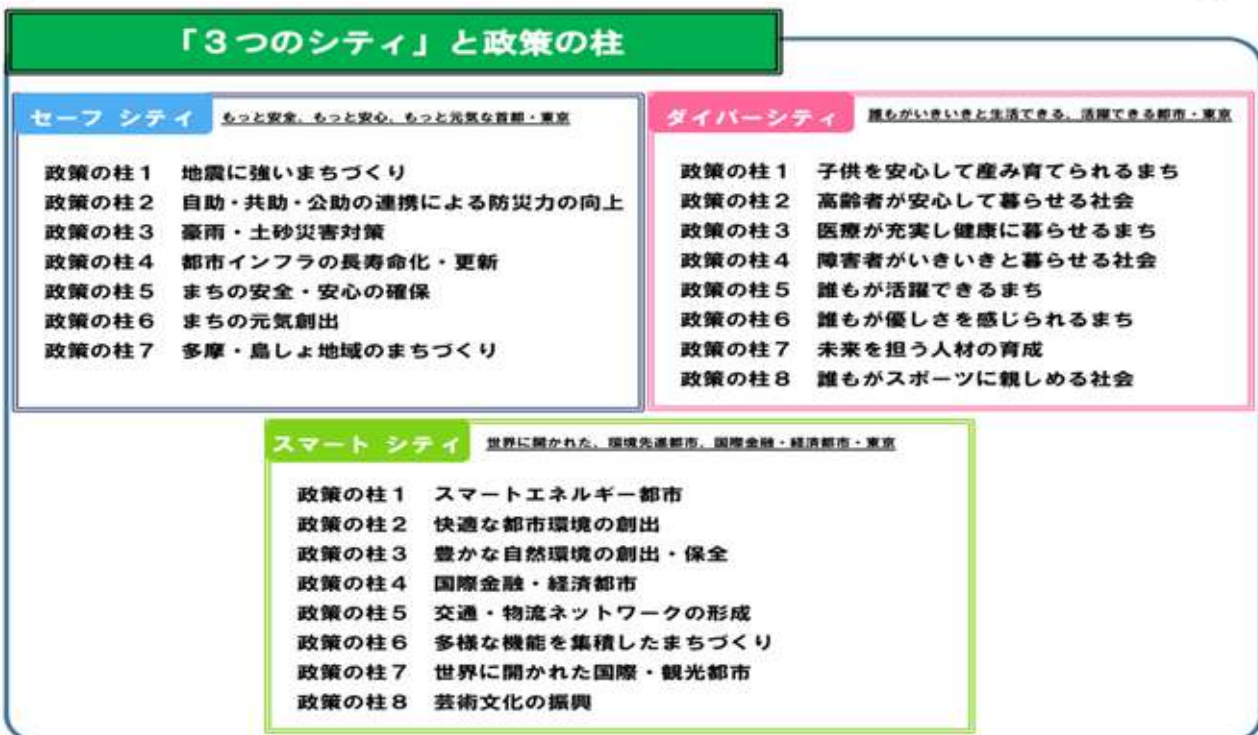 「３つのシティ」と政策の柱
セーフ シティ もっと安全、もっと安心、もっと元気な首都・東京
政策の柱１ 地震に強いまちづくり
政策の柱２ 自助・共助・公助の連携による防災力の向上
政策の柱３ 豪雨・土砂災害対策
政策の柱４ 都市インフラの長寿命化・更新
政策の柱５ まちの安全・安心の確保
政策の柱６ まちの元気創出
政策の柱７ 多摩・島しょ地域のまちづくり
ダイバーシティ 誰もがいきいきと生活できる、活躍できる都市・東京
政策の柱１ 子供を安心して産み育てられるまち
政策の柱２ 高齢者が安心して暮らせる社会
政策の柱３ 医療が充実し健康に暮らせるまち
政策の柱４ 障害者がいきいきと暮らせる社会
政策の柱５ 誰もが活躍できるまち
政策の柱６ 誰もが優しさを感じられるまち
政策の柱７ 未来を担う人材の育成
政策の柱８ 誰もがスポーツに親しめる社会
スマート シティ 世界に開かれた、環境先進都市、国際金融・経済都市・東京
政策の柱１ スマートエネルギー都市
政策の柱２ 快適な都市環境の創出
政策の柱３ 豊かな自然環境の創出・保全
政策の柱４ 国際金融・経済都市
政策の柱５ 交通・物流ネットワークの形成
政策の柱６ 多様な機能を集積したまちづくり
政策の柱７ 世界に開かれた国際・観光都市
政策の柱８ 芸術文化の振興